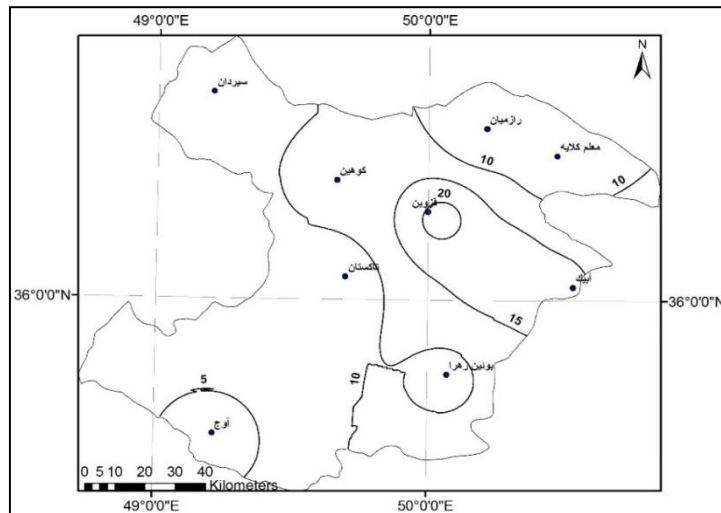 49°0'0"E 50°0'0"E
N
سیردان
رازمیان
معلم کلایه
10
10
کوهین
20
قزوین
تاکستان
آبیک
36°0'0"N 36°0'0"N
15
بوئین زهرا
10
5
آوج
0 5 10 20 30 40
Kilometers
49°0'0"E 50°0'0"E